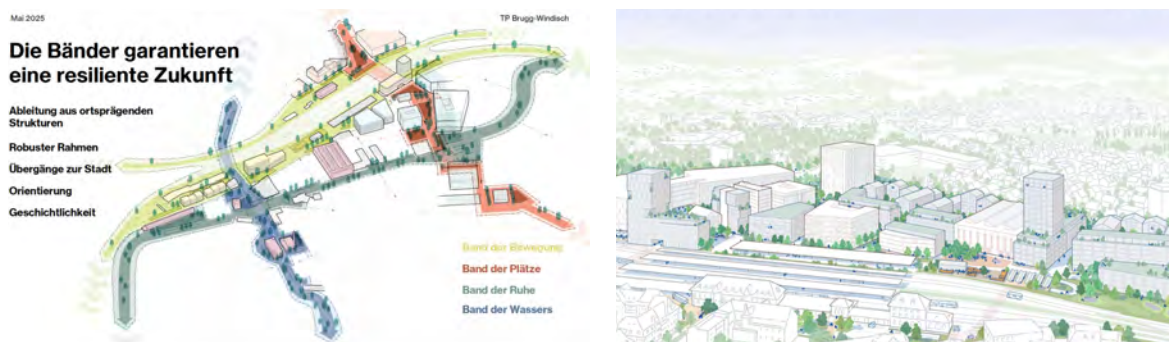 Mai 2025
TP Brugg-Windisch
Die Bänder garantieren
eine resiliente Zukunft
Ableitung aus ortsprägenden
Strukturen
Robuster Rahmen
Übergänge zur Stadt
Orientierung
Geschichtlichkeit
Band der Bewegung
Band der Plätze
Band der Ruhe
Band der Wassers